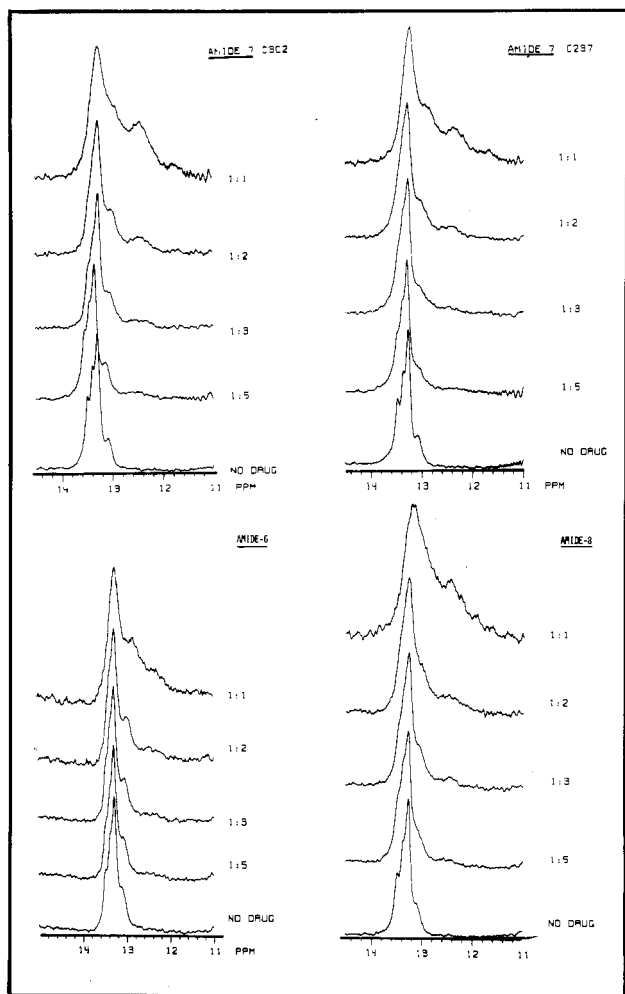 AMIDE 7 C3C2
1:1
1:2
1:3
1:5
NO DRUG
14 13 12 11
PPM
AMIDE 7 C297
1:1
1:2
1:3
1:5
NO DRUG
14 13 12 11
PPM
AMIDE-6
1:1
1:2
1:3
1:5
NO DRUG
14 13 12 11
PPM
AMIDE-8
1:1
1:2
1:3
1:5
NO DRUG
14 13 12 11
PPM